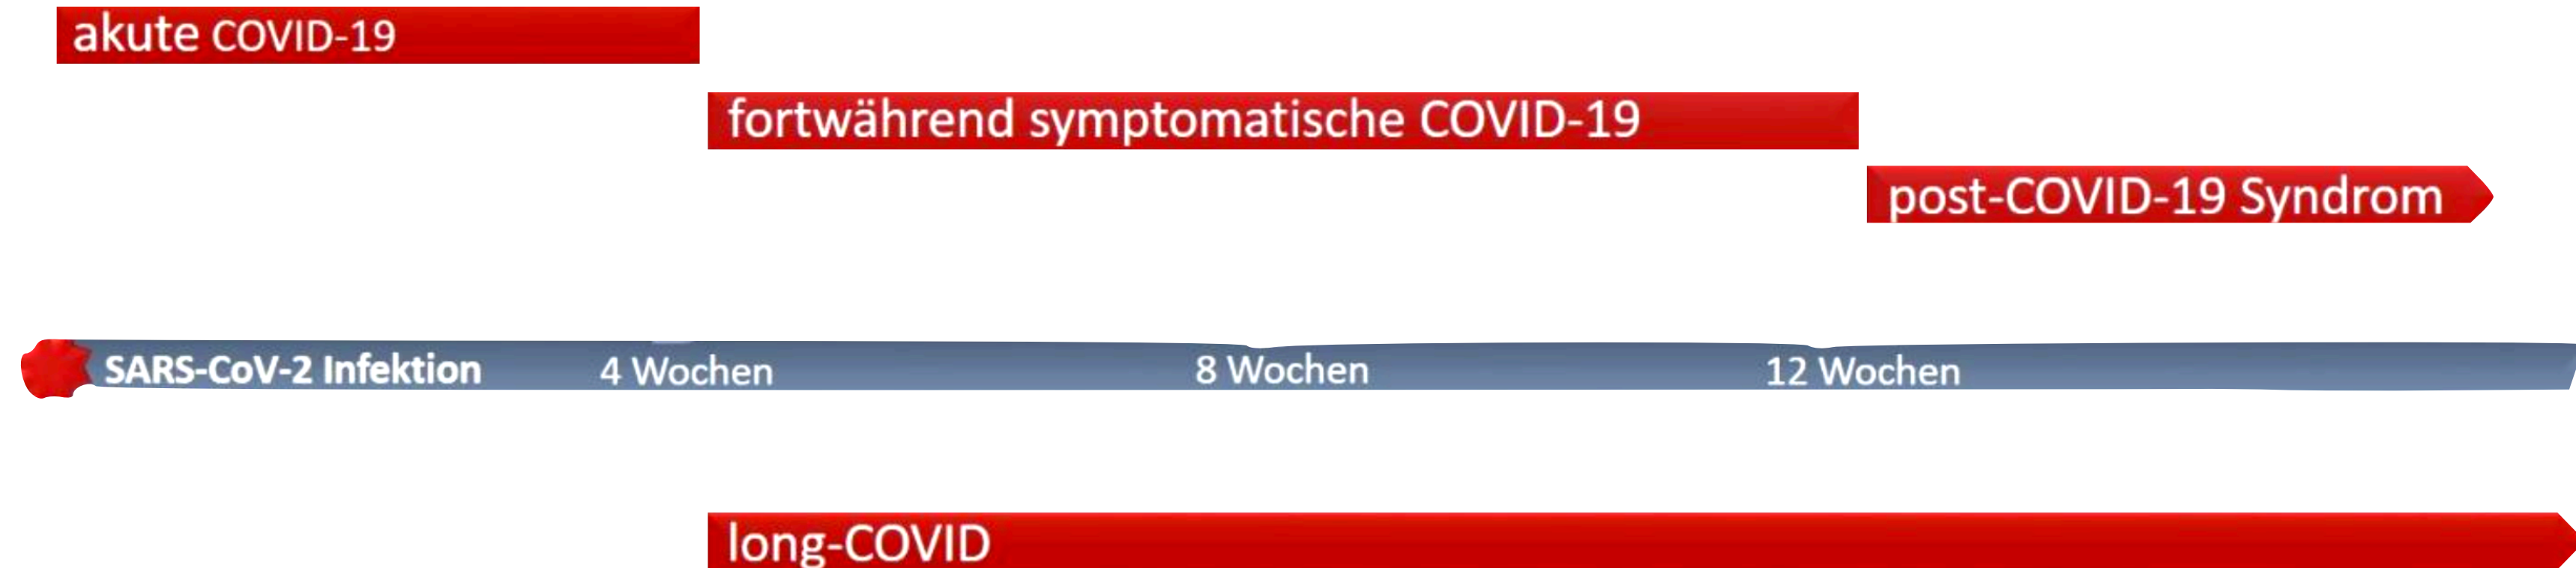 akute COVID-19
fortwährend symptomatische COVID-19
post-COVID-19 Syndrom
SARS-CoV-2 Infektion 4 Wochen 8 Wochen 12 Wochen
long-COVID